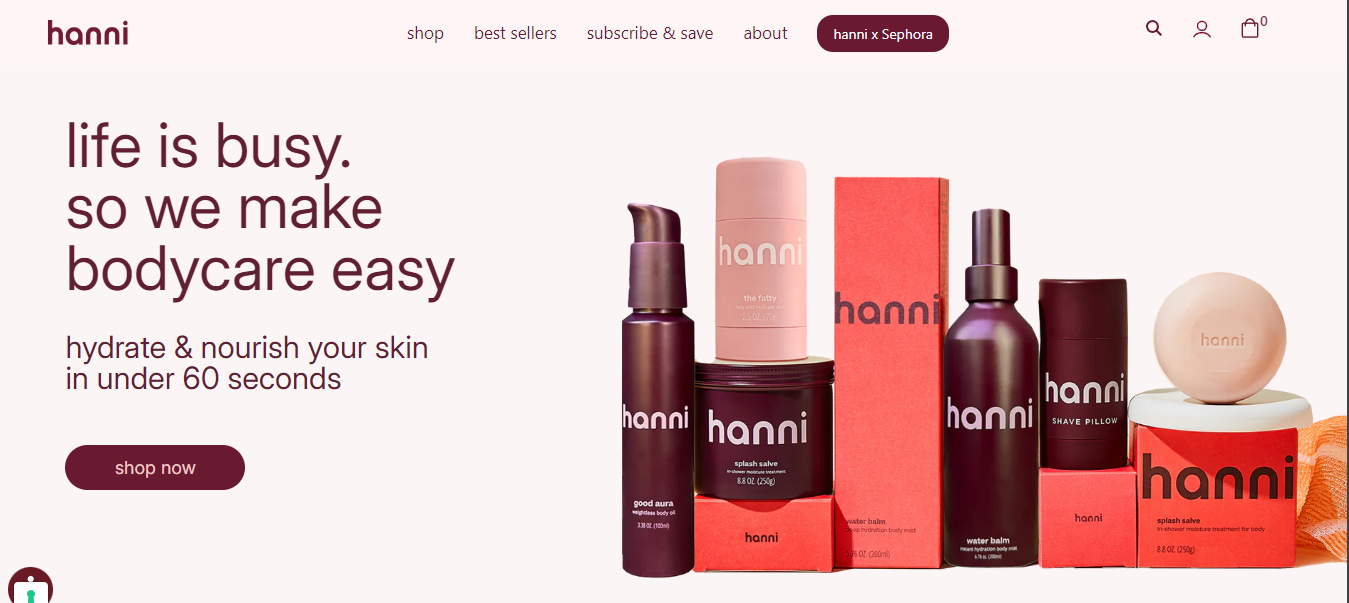 hanni
shop
best sellers
subscribe & save
about
hanni x Sephora
0
life is busy.
so we make
bodycare easy
hydrate & nourish your skin
in under 60 seconds
shop now
hanni
good aura
weightless body oil
3.38 OZ. (100ml)
hanni
the fatty
2.5 OZ. (70g)
hanni
splash salve
in-shower moisture treatment
8.8 OZ. (250g)
hanni
hanni
water balm
deep hydration body mist
6.76 OZ. (200ml)
hanni
water balm
instant hydration body mist
6.76 oz. (200ml)
hanni
SHAVE PILLOW
hanni
hanni
hanni
splash salve
in-shower moisture treatment for body
8.8 OZ. (250g)